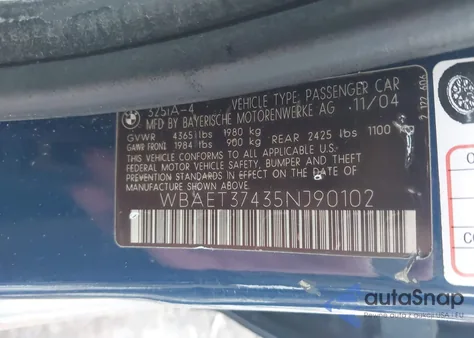 325iA-4 VEHICLE TYPE: PASSENGER CAR
MFD BY BAYERISCHE MOTORENWERKE AG 11/04
GVWR 4365 lbs 1980 kg
GAWR FRONT 1984 lbs 900 kg REAR 2425 lbs 1100
THIS VEHICLE CONFORMS TO ALL APPLICABLE
FEDERAL MOTOR VEHICLE SAFETY, BUMPER AND THEFT
PREVENTION STANDARDS IN EFFECT ON THE DATE OF
MANUFACTURE SHOWN ABOVE.
WBAET37435NJ90102
autaSnap